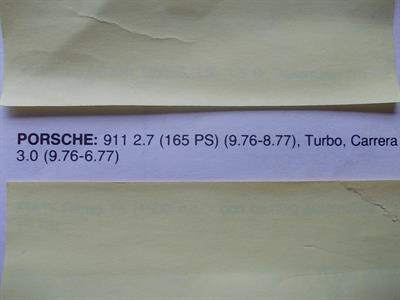 PORSCHE: 911 2.7 (165 PS) (9.76-8.77), Turbo, Carrera
3.0 (9.76-6.77)